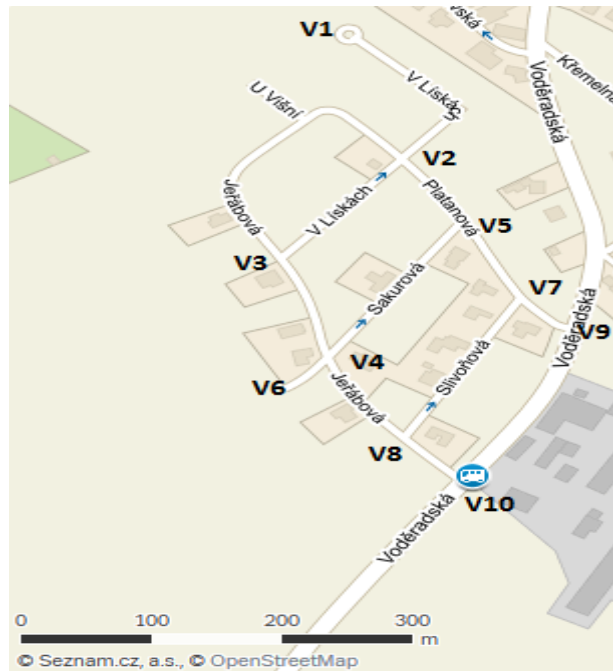 V1
V Lískác
Voděradská
Křemelná
U Višní
V2
Jeřábová
V Lískách
Platanová
V5
V3
Sakurová
V7
Voděradská
V9
V4
V6
Jeřábová
Slivoňová
V8
V10
Voděradská
0 100 200 300
m
© Seznam.cz, a.s., © OpenStreetMap